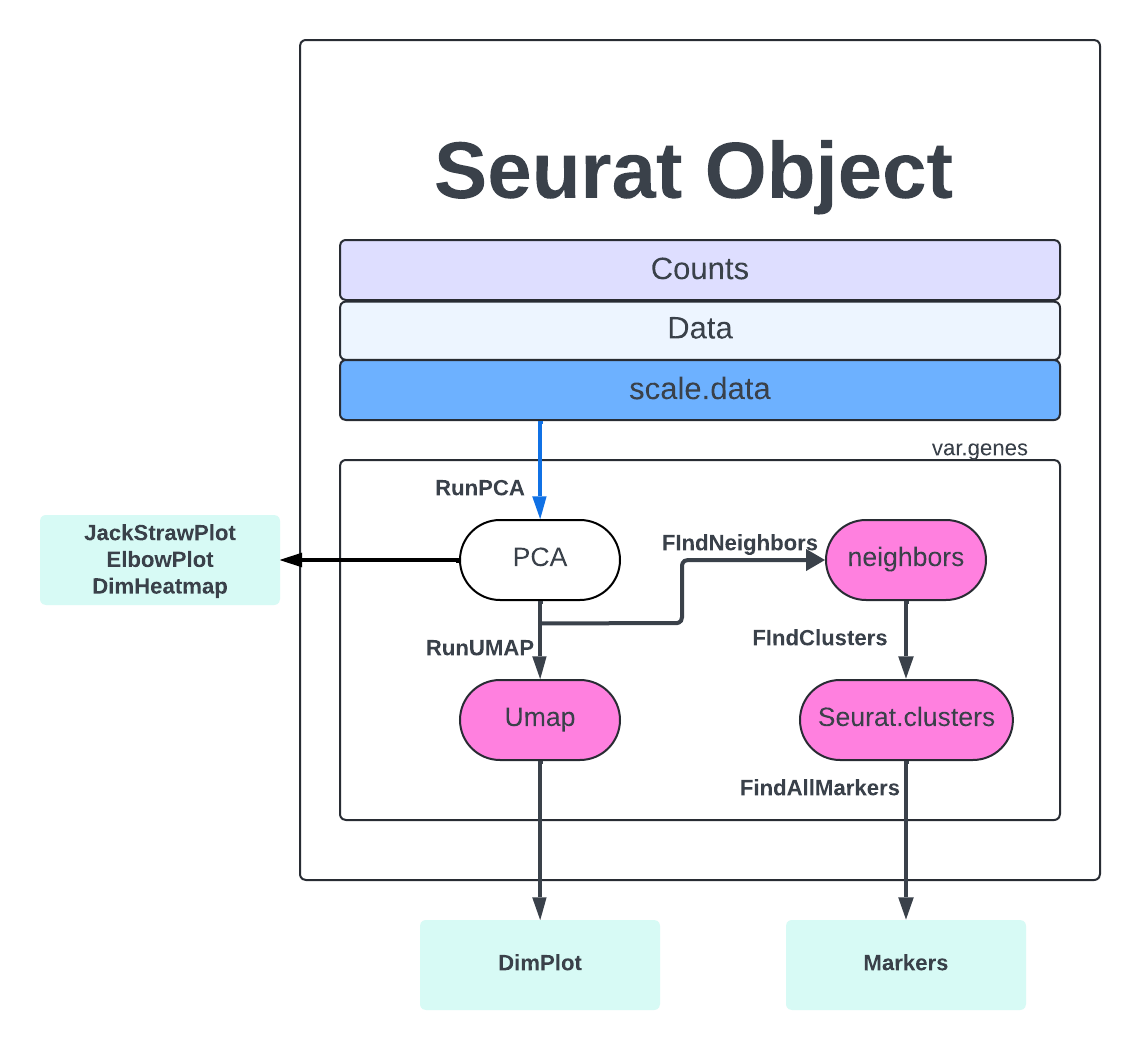 Seurat Object
Counts
Data
scale.data
var.genes
RunPCA
JackStrawPlot
ElbowPlot
DimHeatmap
PCA
FIndNeighbors
neighbors
RunUMAP
FIndClusters
Umap
Seurat.clusters
FindAllMarkers
DimPlot
Markers